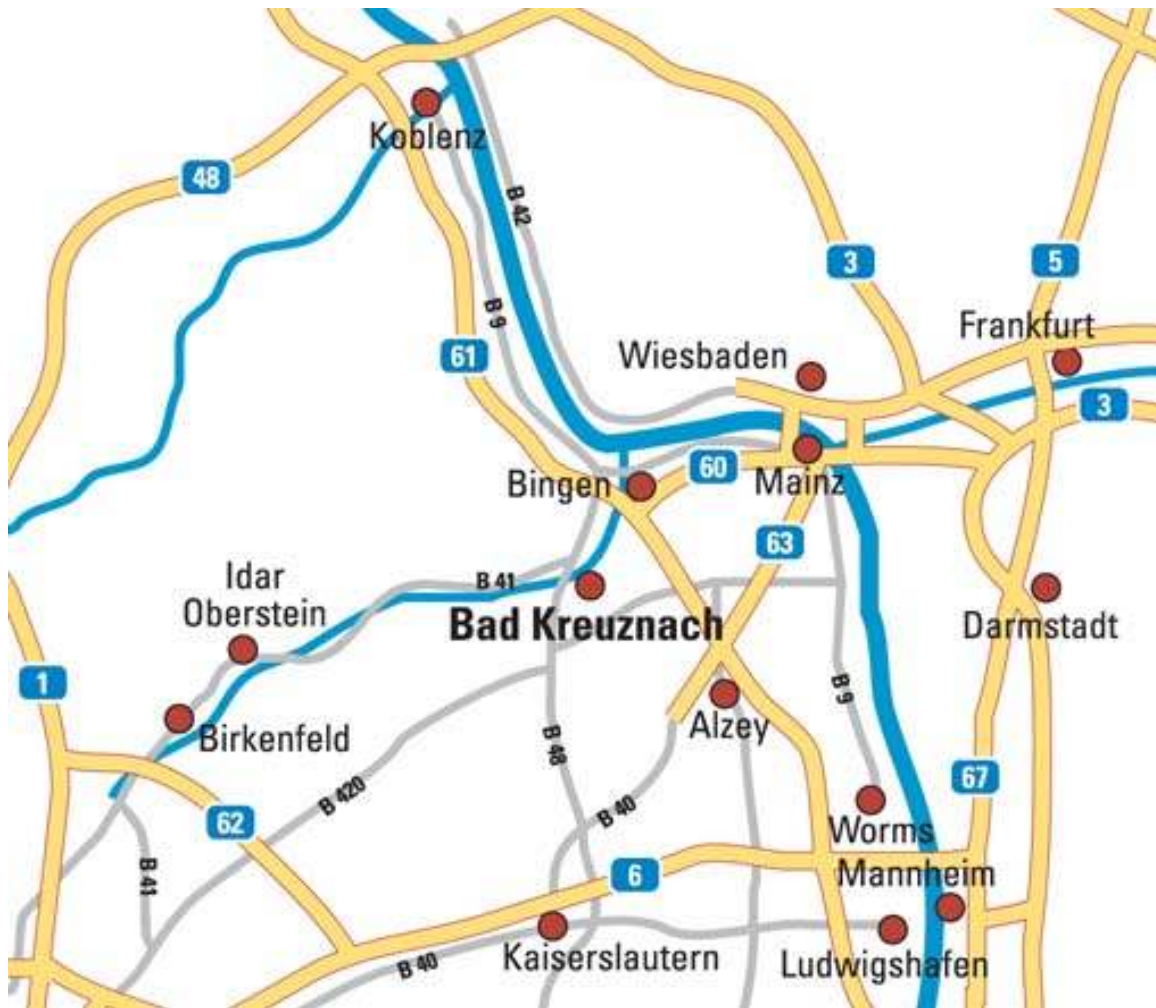 Koblenz
48
B 42
3
5
B 9
Frankfurt
61
Wiesbaden
3
60
Bingen
Mainz
63
Idar
Oberstein
B 41
Bad Kreuznach
Darmstadt
1
B 9
Birkenfeld
Alzey
B 48
67
B 420
B 40
62
Worms
B 41
6
Mannheim
Kaiserslautern
B 40
Ludwigshafen